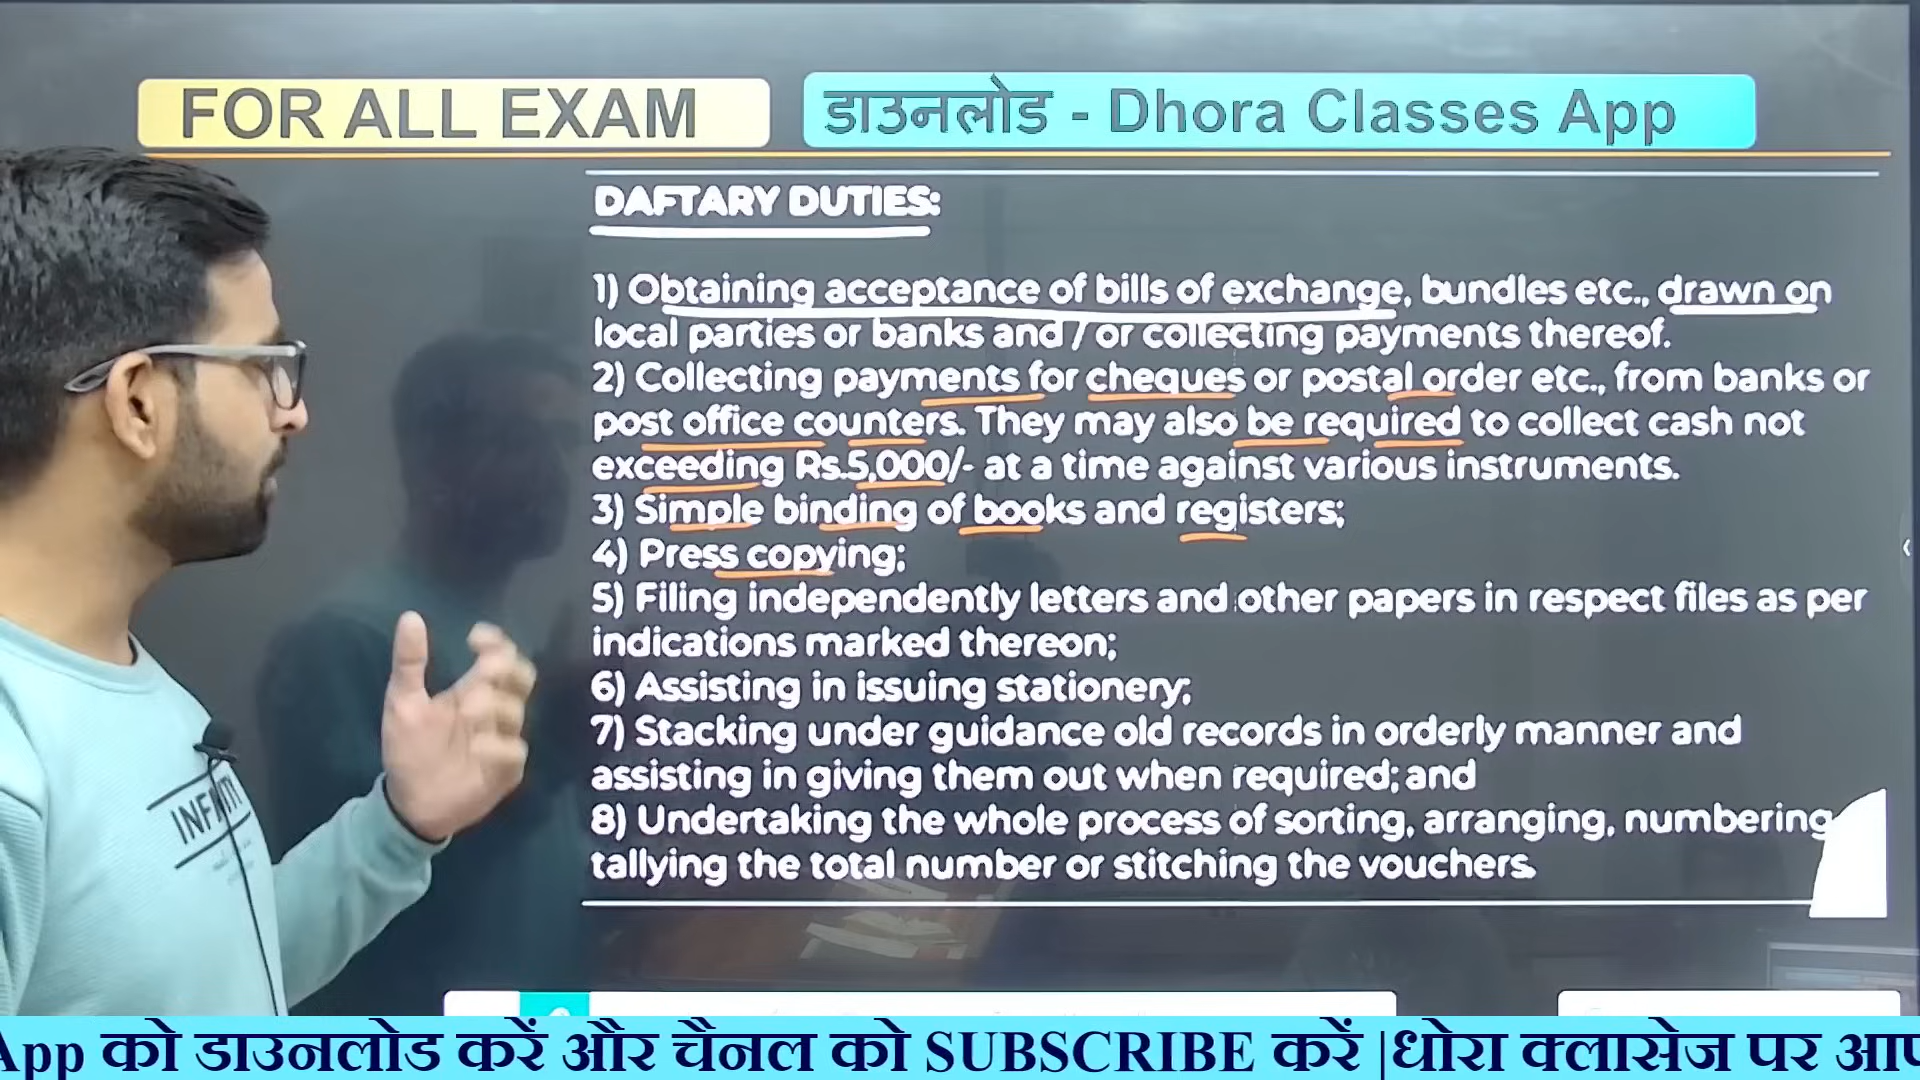 FOR ALL EXAM
डाउनलोड - Dhora Classes App
DAFTARY DUTIES:
1) Obtaining acceptance of bills of exchange, bundles etc., drawn on
local parties or banks and / or collecting payments thereof.
2) Collecting payments for cheques or postal order etc., from banks or
post office counters. They may also be required to collect cash not
exceeding Rs.5,000/- at a time against various instruments.
3) Simple binding of books and registers;
4) Press copying;
5) Filing independently letters and other papers in respect files as per
indications marked thereon;
6) Assisting in issuing stationery;
7) Stacking under guidance old records in orderly manner and
assisting in giving them out when required; and
8) Undertaking the whole process of sorting, arranging, numbering,
tallying the total number or stitching the vouchers.
INFINITY
App को डाउनलोड करें और चैनल को SUBSCRIBE करें |धोरा क्लासेज पर आप